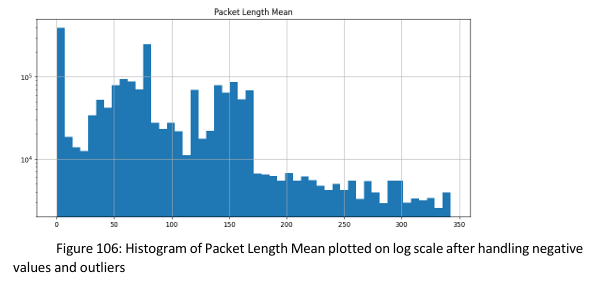 Packet Length Mean
10⁵
10⁴
0 50 100 150 200 250 300 350
Figure 106: Histogram of Packet Length Mean plotted on log scale after handling negative
values and outliers